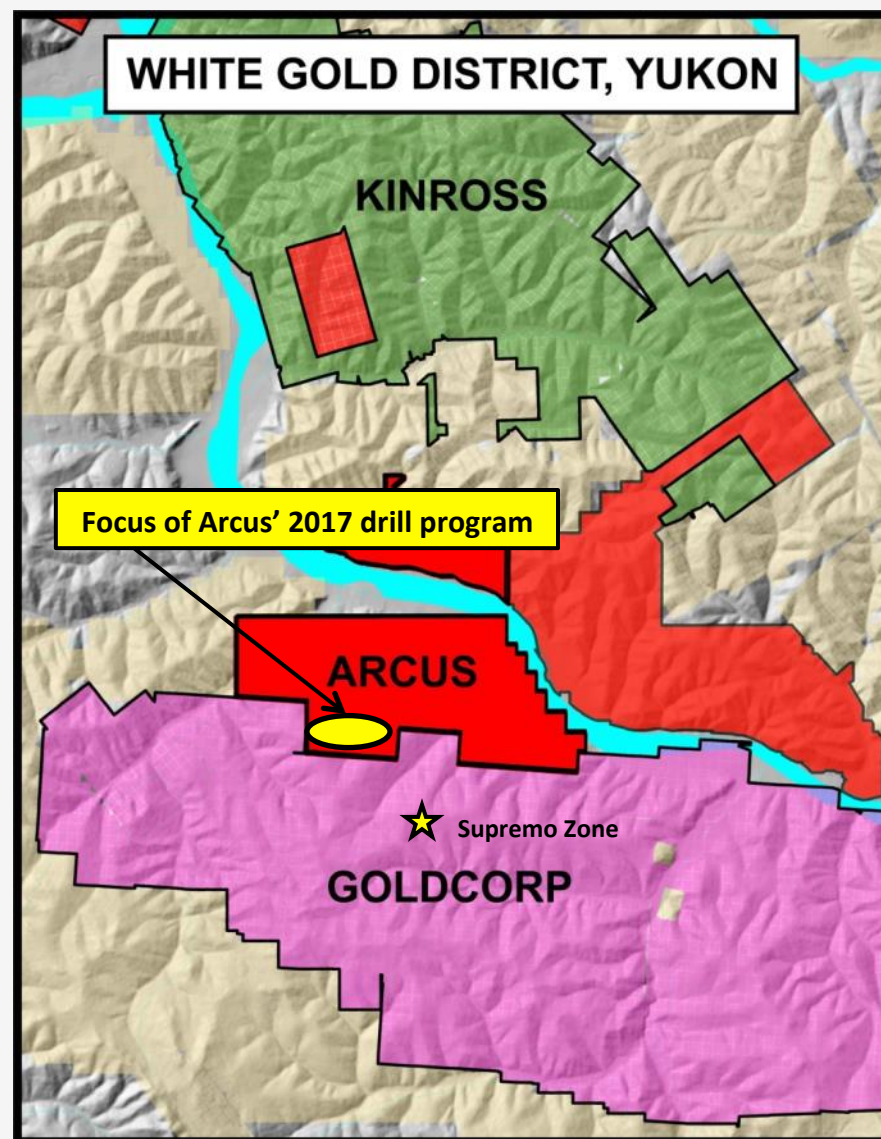 WHITE GOLD DISTRICT, YUKON
KINROSS
Focus of Arcus’ 2017 drill program
ARCUS
Supremo Zone
GOLDCORP